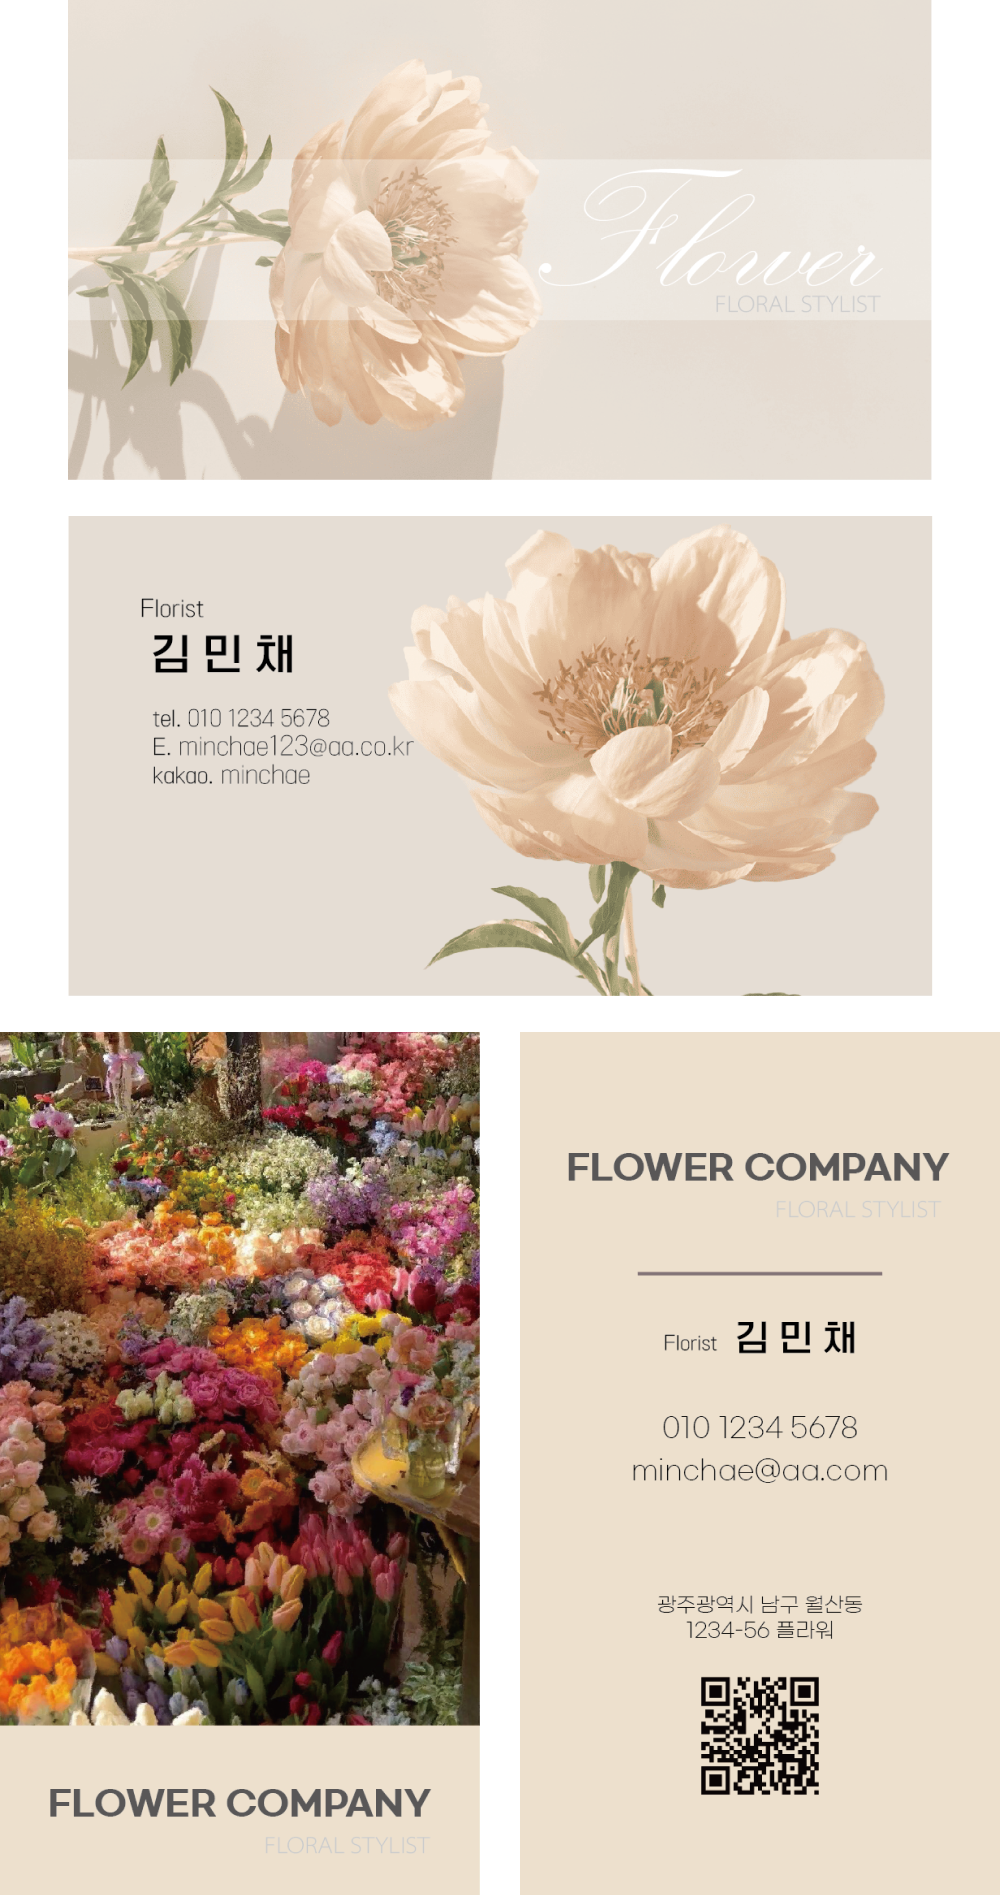 Flower
FLORAL STYLIST
Florist
김민채
tel. 010 1234 5678
E. minchae123@aa.co.kr
kakao. minchae
FLOWER COMPANY
FLORAL STYLIST
FLOWER COMPANY
FLORAL STYLIST
Florist 김민채
010 1234 5678
minchae@aa.com
광주광역시 남구 월산동
1234-56 플라워